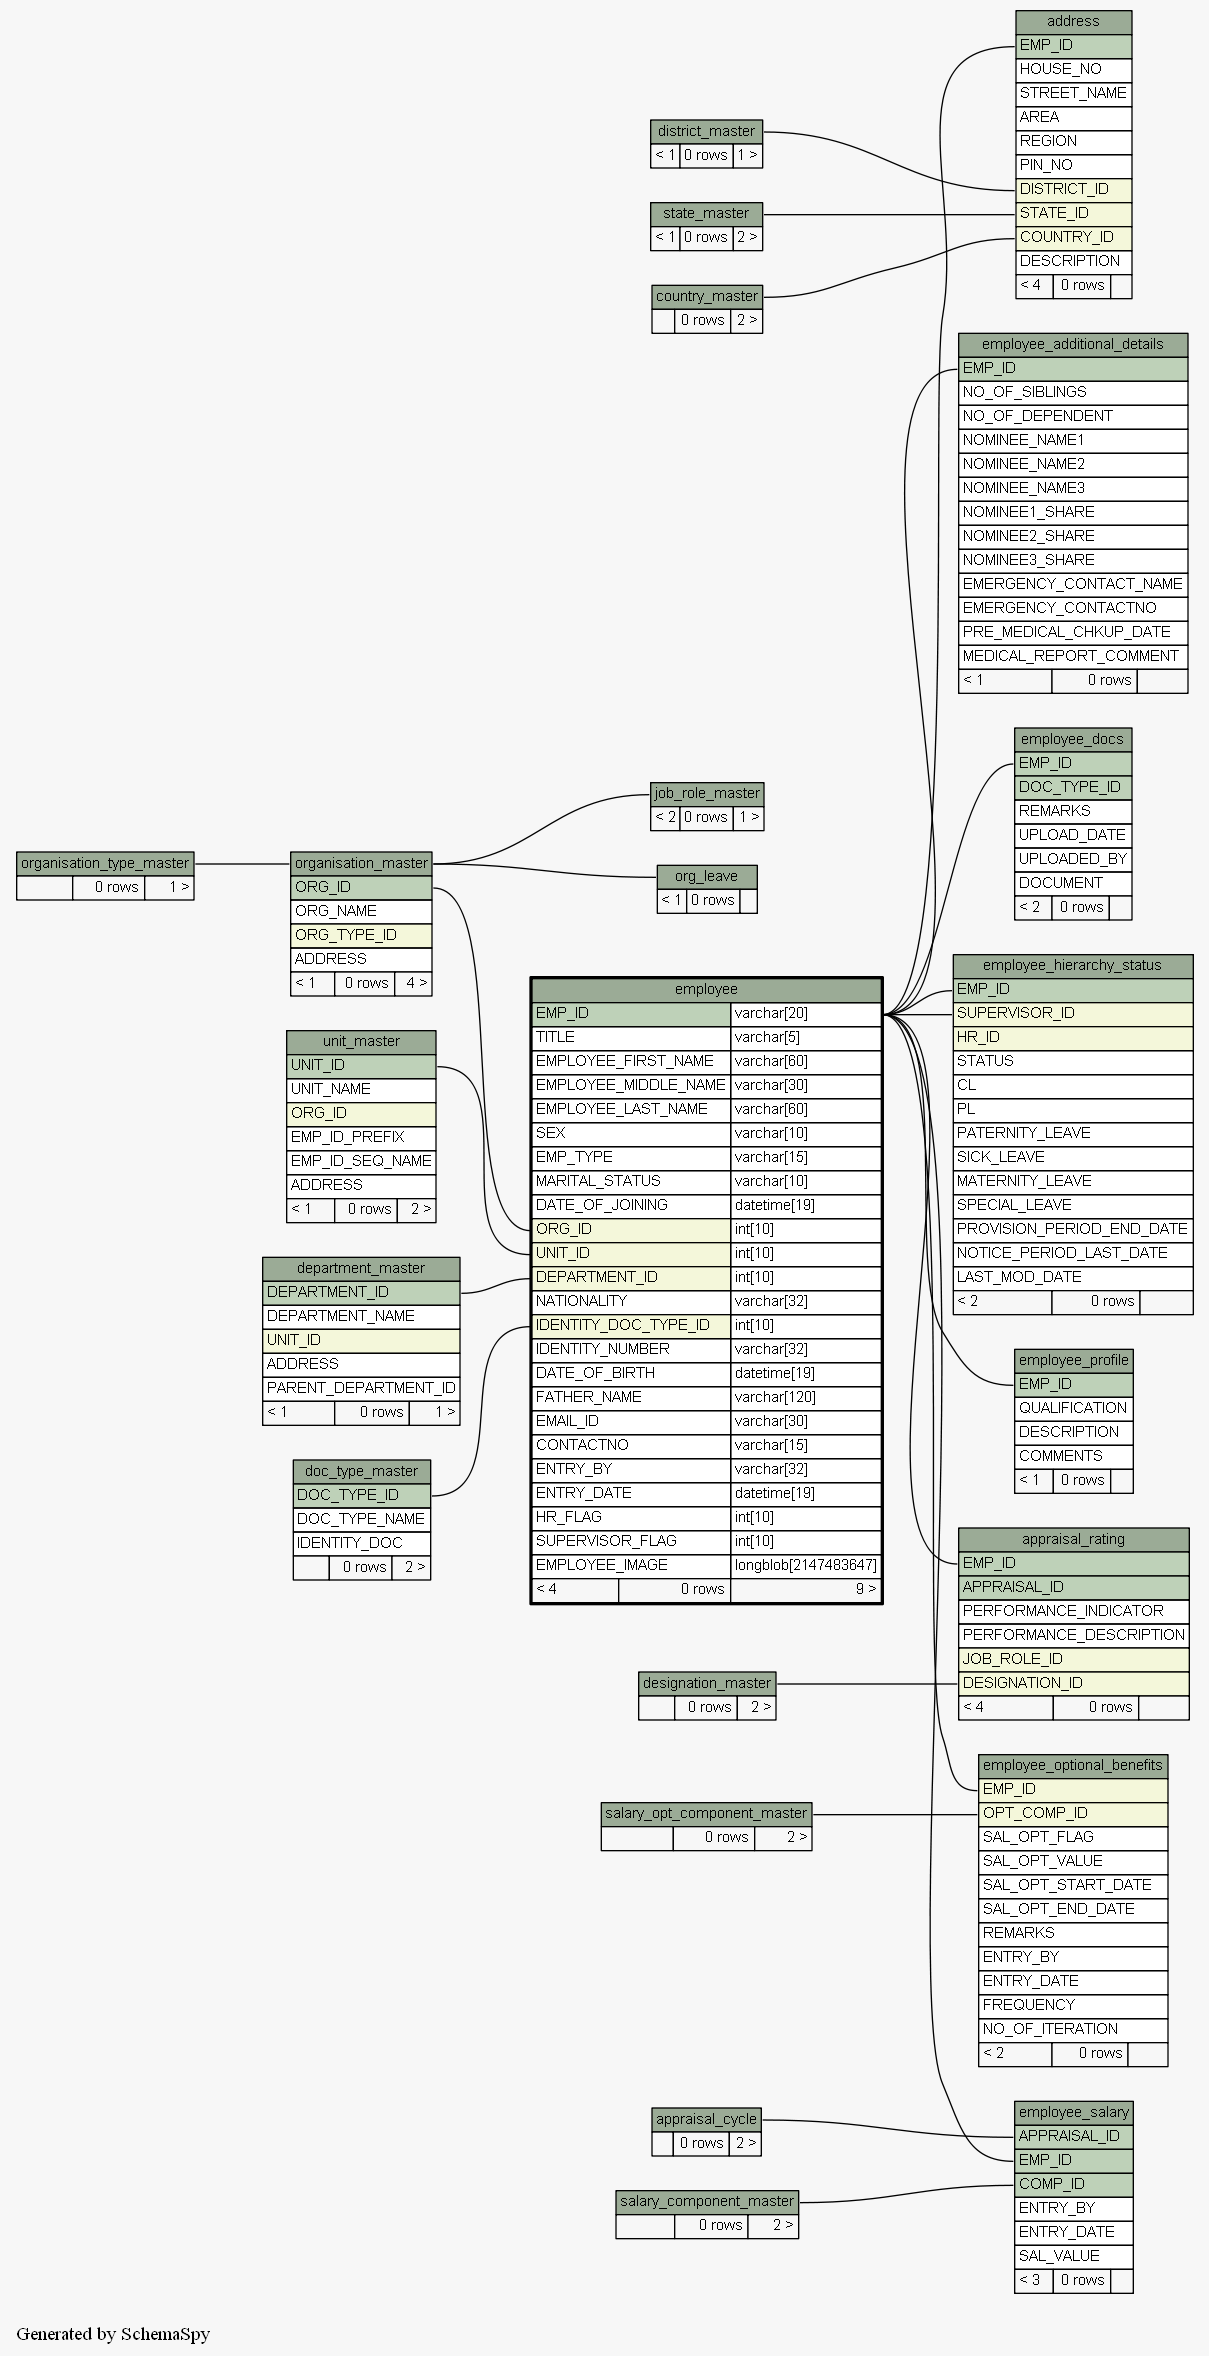 address
EMP_ID
HOUSE_NO
STREET_NAME
AREA
REGION
PIN_NO
DISTRICT_ID
STATE_ID
COUNTRY_ID
DESCRIPTION
< 4 0 rows
district_master
< 1 0 rows 1 >
state_master
< 1 0 rows 2 >
country_master
0 rows 2 >
employee_additional_details
EMP_ID
NO_OF_SIBLINGS
NO_OF_DEPENDENT
NOMINEE_NAME1
NOMINEE_NAME2
NOMINEE_NAME3
NOMINEE1_SHARE
NOMINEE2_SHARE
NOMINEE3_SHARE
EMERGENCY_CONTACT_NAME
EMERGENCY_CONTACTNO
PRE_MEDICAL_CHKUP_DATE
MEDICAL_REPORT_COMMENT
< 1 0 rows
employee_docs
EMP_ID
DOC_TYPE_ID
REMARKS
UPLOAD_DATE
UPLOADED_BY
DOCUMENT
< 2 0 rows
job_role_master
< 2 0 rows 1 >
org_leave
< 1 0 rows
organisation_type_master
0 rows 1 >
organisation_master
ORG_ID
ORG_NAME
ORG_TYPE_ID
ADDRESS
< 1 0 rows 4 >
unit_master
UNIT_ID
UNIT_NAME
ORG_ID
EMP_ID_PREFIX
EMP_ID_SEQ_NAME
ADDRESS
< 1 0 rows 2 >
department_master
DEPARTMENT_ID
DEPARTMENT_NAME
UNIT_ID
ADDRESS
PARENT_DEPARTMENT_ID
< 1 0 rows 1 >
doc_type_master
DOC_TYPE_ID
DOC_TYPE_NAME
IDENTITY_DOC
0 rows 2 >
employee
EMP_ID varchar[20]
TITLE varchar[5]
EMPLOYEE_FIRST_NAME varchar[60]
EMPLOYEE_MIDDLE_NAME varchar[30]
EMPLOYEE_LAST_NAME varchar[60]
SEX varchar[10]
EMP_TYPE varchar[15]
MARITAL_STATUS varchar[10]
DATE_OF_JOINING datetime[19]
ORG_ID int[10]
UNIT_ID int[10]
DEPARTMENT_ID int[10]
NATIONALITY varchar[32]
IDENTITY_DOC_TYPE_ID int[10]
IDENTITY_NUMBER varchar[32]
DATE_OF_BIRTH datetime[19]
FATHER_NAME varchar[120]
EMAIL_ID varchar[30]
CONTACTNO varchar[15]
ENTRY_BY varchar[32]
ENTRY_DATE datetime[19]
HR_FLAG int[10]
SUPERVISOR_FLAG int[10]
EMPLOYEE_IMAGE longblob[2147483647]
< 4 0 rows 9 >
employee_hierarchy_status
EMP_ID
SUPERVISOR_ID
HR_ID
STATUS
CL
PL
PATERNITY_LEAVE
SICK_LEAVE
MATERNITY_LEAVE
SPECIAL_LEAVE
PROVISION_PERIOD_END_DATE
NOTICE_PERIOD_LAST_DATE
LAST_MOD_DATE
< 2 0 rows
employee_profile
EMP_ID
QUALIFICATION
DESCRIPTION
COMMENTS
< 1 0 rows
appraisal_rating
EMP_ID
APPRAISAL_ID
PERFORMANCE_INDICATOR
PERFORMANCE_DESCRIPTION
JOB_ROLE_ID
DESIGNATION_ID
< 4 0 rows
designation_master
0 rows 2 >
employee_optional_benefits
EMP_ID
OPT_COMP_ID
SAL_OPT_FLAG
SAL_OPT_VALUE
SAL_OPT_START_DATE
SAL_OPT_END_DATE
REMARKS
ENTRY_BY
ENTRY_DATE
FREQUENCY
NO_OF_ITERATION
< 2 0 rows
salary_opt_component_master
0 rows 2 >
employee_salary
APPRAISAL_ID
EMP_ID
COMP_ID
ENTRY_BY
ENTRY_DATE
SAL_VALUE
< 3 0 rows
appraisal_cycle
0 rows 2 >
salary_component_master
0 rows 2 >
Generated by SchemaSpy